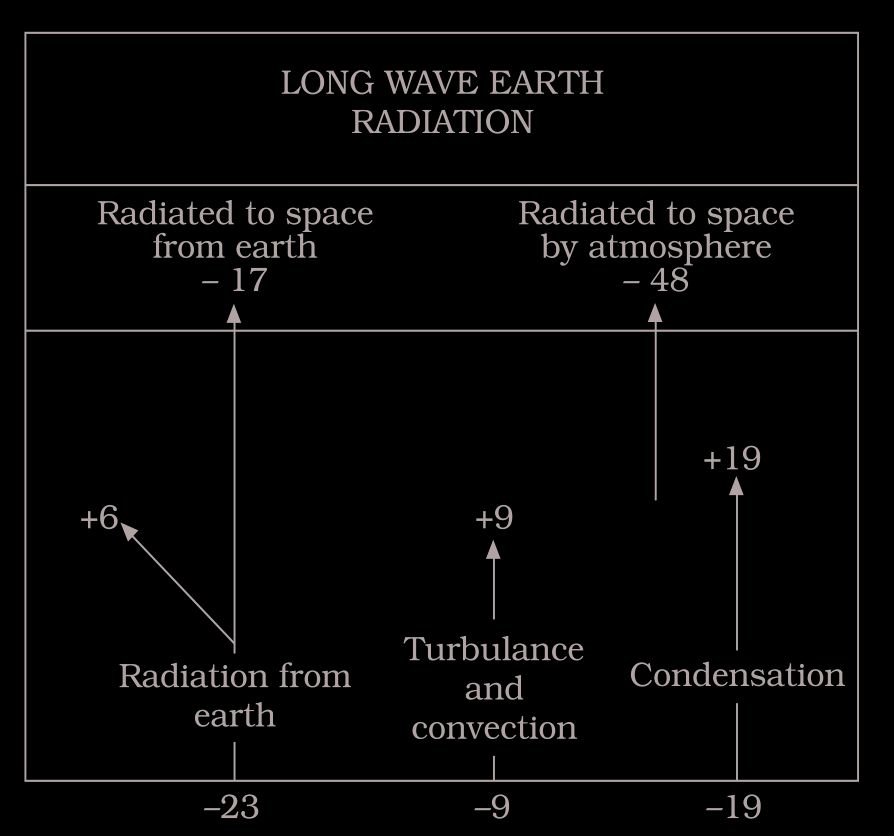 LONG WAVE EARTH
RADIATION
Radiated to space
from earth
– 17
Radiated to space
by atmosphere
– 48
+19
+6
+9
Radiation from
earth
Turbulance
and
convection
Condensation
–23
–9
–19